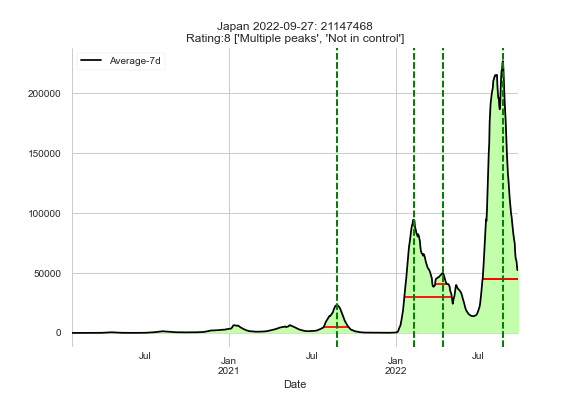 Japan 2022-09-27: 21147468
Rating:8 ['Multiple peaks', 'Not in control']
Average-7d
200000
150000
100000
50000
0
Jul
Jan
2021
Jul
Jan
2022
Jul
Date